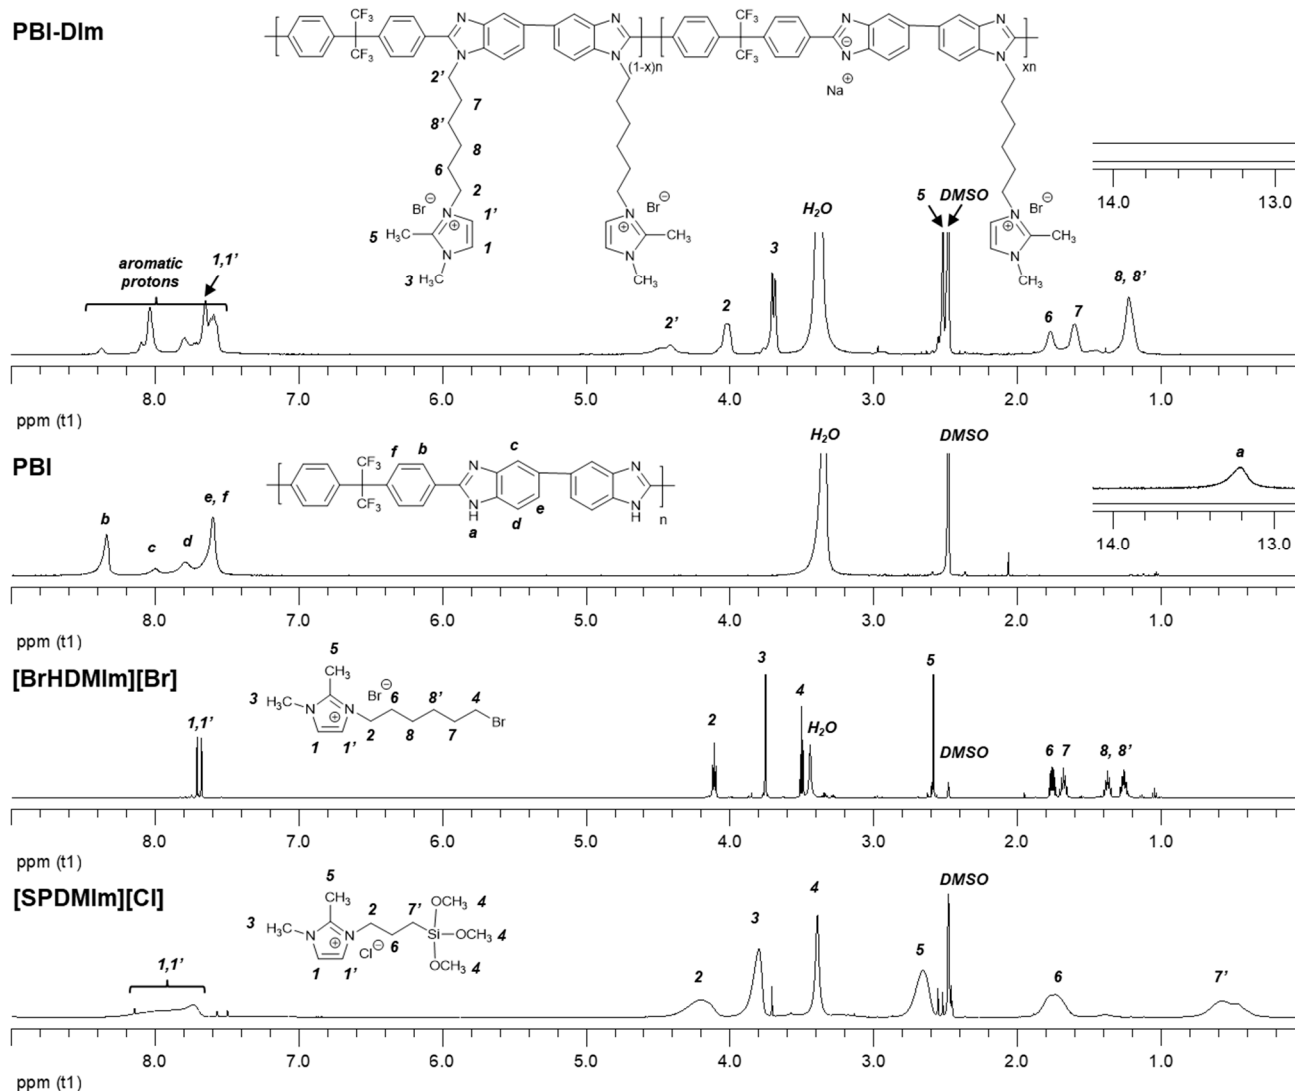 PBI-DIm
CF₃
CF₃
N
N
N
N
(1-x)n
CF₃
CF₃
N
N
⊖
Na⊕
N
N
xn
2'
7
8'
8
6
2
Br⊖
N
1'
5 H₃C
⊕
1
N
3 H₃C
Br⊖
N
⊕
CH₃
N
CH₃
Br⊖
N
⊕
CH₃
N
CH₃
14.0 13.0
aromatic
protons
1,1'
2'
2
3
H₂O
5 DMSO
6
7
8, 8'
8.0 7.0 6.0 5.0 4.0 3.0 2.0 1.0
ppm (t1)
PBI
f b
CF₃
CF₃
N
c
N
H
a
d
e
N
N
H
n
b
c
d
e, f
H₂O
DMSO
a
14.0 13.0
8.0 7.0 6.0 5.0 4.0 3.0 2.0 1.0
ppm (t1)
[BrHDMIm][Br]
5
CH₃
3 H₃C
N
⊕
N
Br⊖
6
8'
4
Br
1
1'
2
8
7
1,1'
2
3
4
H₂O
5
DMSO
6 7 8, 8'
8.0 7.0 6.0 5.0 4.0 3.0 2.0 1.0
ppm (t1)
[SPDMIm][Cl]
5
CH₃
3 H₃C
N
⊕
N
Cl⊖
2
7'
OCH₃ 4
Si
OCH₃ 4
OCH₃
4
6
1
1'
1,1'
2
3
4
5
DMSO
6
7'
8.0 7.0 6.0 5.0 4.0 3.0 2.0 1.0
ppm (t1)